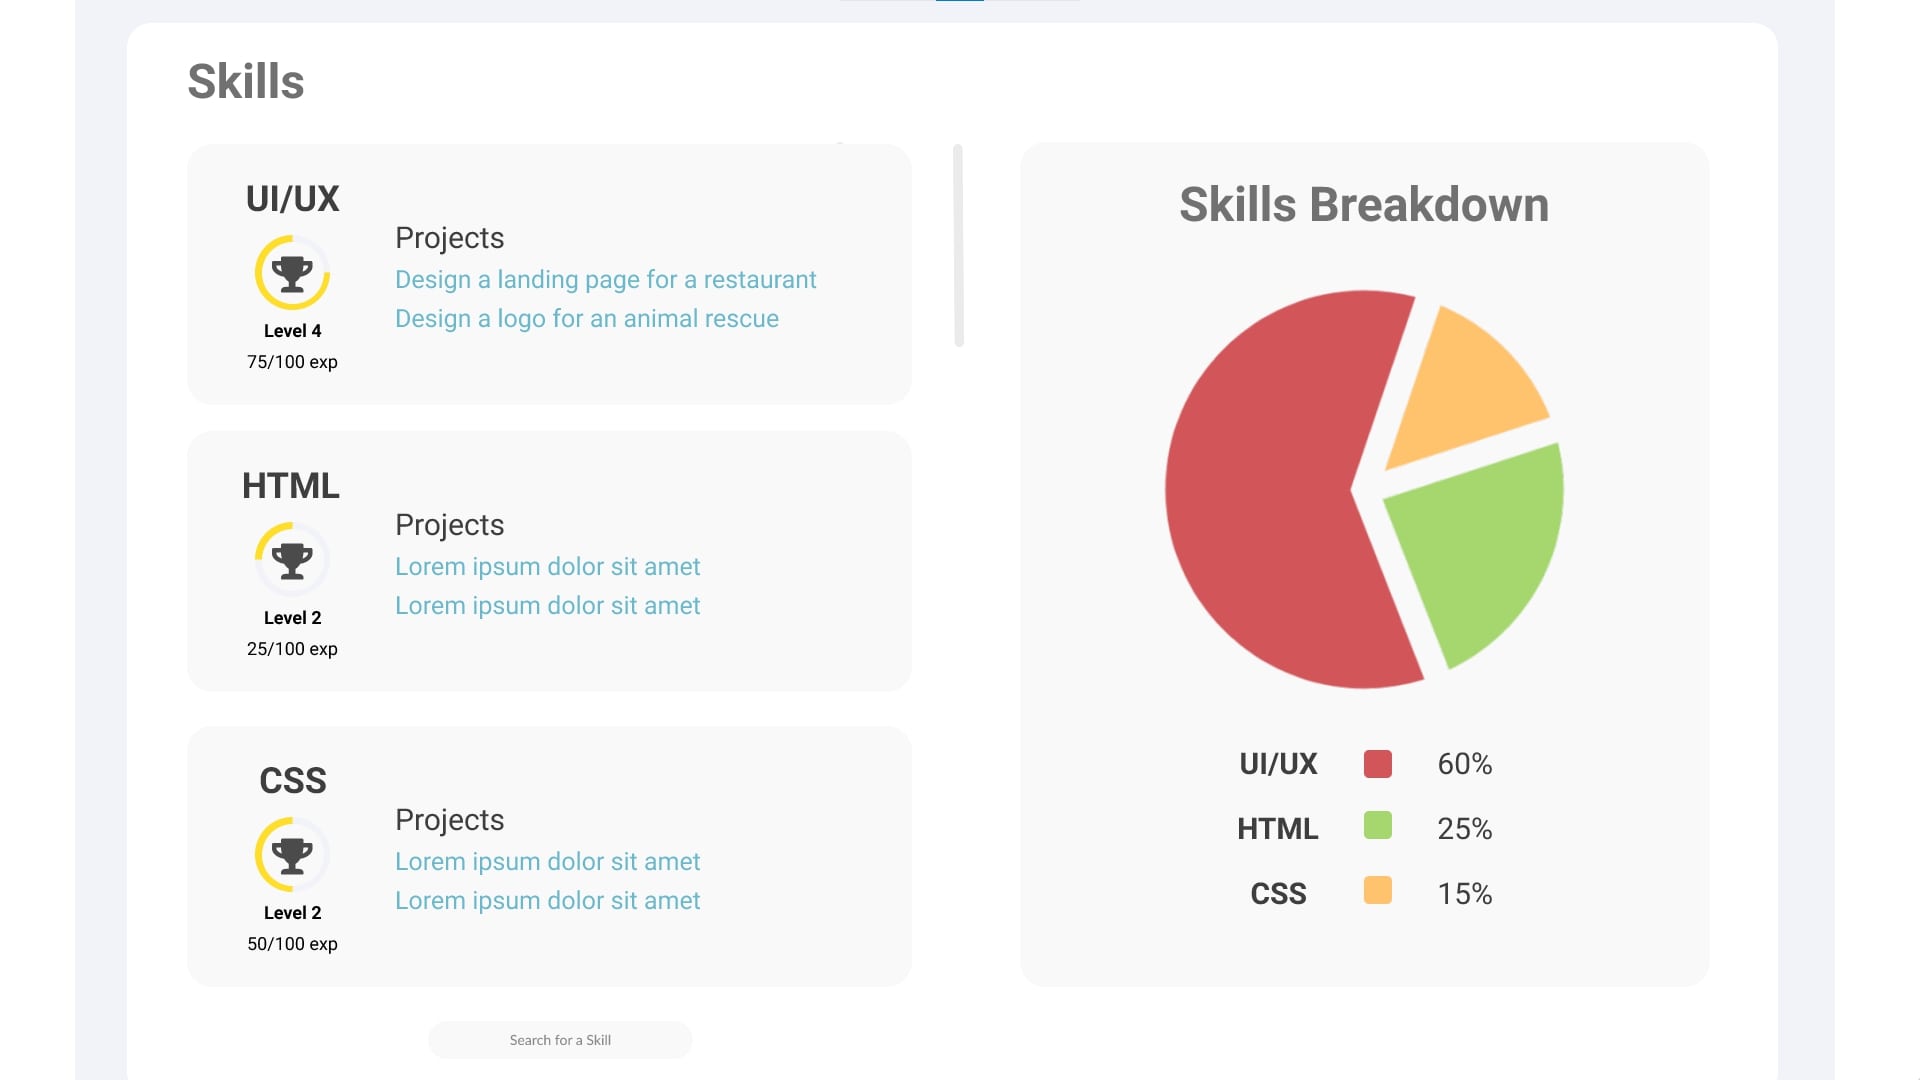 Skills
UI/UX
Level 4
75/100 exp
Projects
Design a landing page for a restaurant
Design a logo for an animal rescue
HTML
Level 2
25/100 exp
Projects
Lorem ipsum dolor sit amet
Lorem ipsum dolor sit amet
CSS
Level 2
50/100 exp
Projects
Lorem ipsum dolor sit amet
Lorem ipsum dolor sit amet
Search for a Skill
Skills Breakdown
UI/UX 60%
HTML 25%
CSS 15%